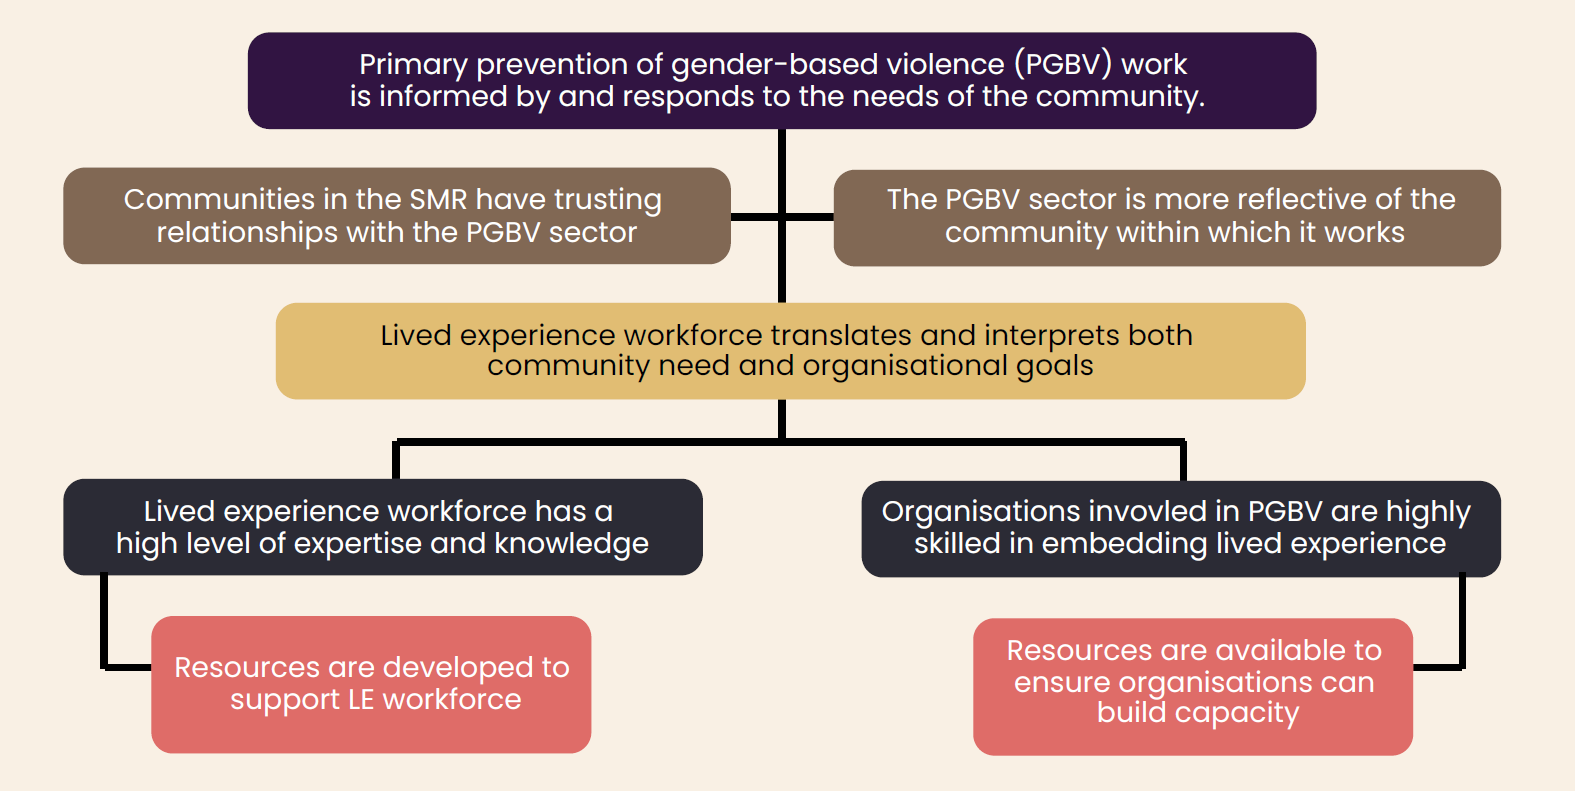 Primary prevention of gender-based violence (PGBV) work
is informed by and responds to the needs of the community.
Communities in the SMR have trusting
relationships with the PGBV sector
The PGBV sector is more reflective of the
community within which it works
Lived experience workforce translates and interprets both
community need and organisational goals
Lived experience workforce has a
high level of expertise and knowledge
Organisations invovled in PGBV are highly
skilled in embedding lived experience
Resources are developed to
support LE workforce
Resources are available to
ensure organisations can
build capacity